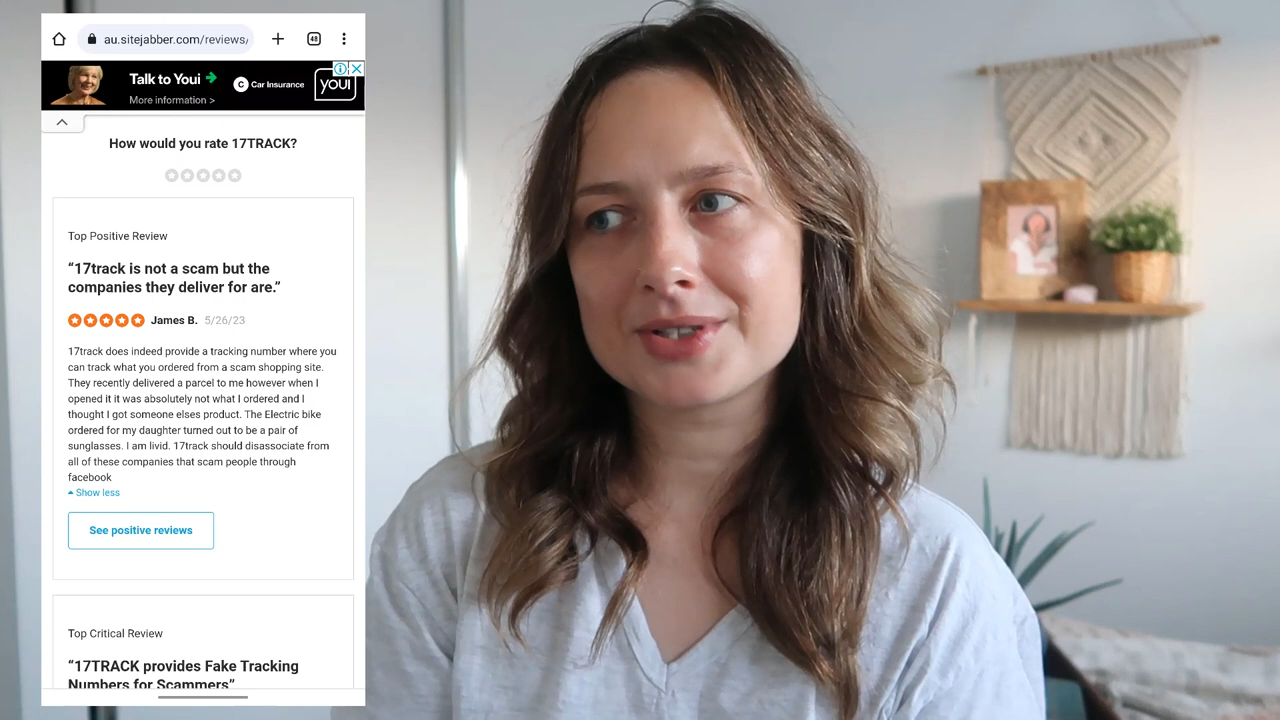 au.sitejabber.com/reviews/
48
Talk to Youi
More information >
C Car Insurance
youi
How would you rate 17TRACK?
Top Positive Review
“17track is not a scam but the
companies they deliver for are.”
James B. 5/26/23
17track does indeed provide a tracking number where you
can track what you ordered from a scam shopping site.
They recently delivered a parcel to me however when I
opened it it was absolutely not what I ordered and I
thought I got someone elses product. The Electric bike
ordered for my daughter turned out to be a pair of
sunglasses. I am livid. 17track should disassociate from
all of these companies that scam people through
facebook
Show less
See positive reviews
Top Critical Review
“17TRACK provides Fake Tracking
Numbers for Scammers”